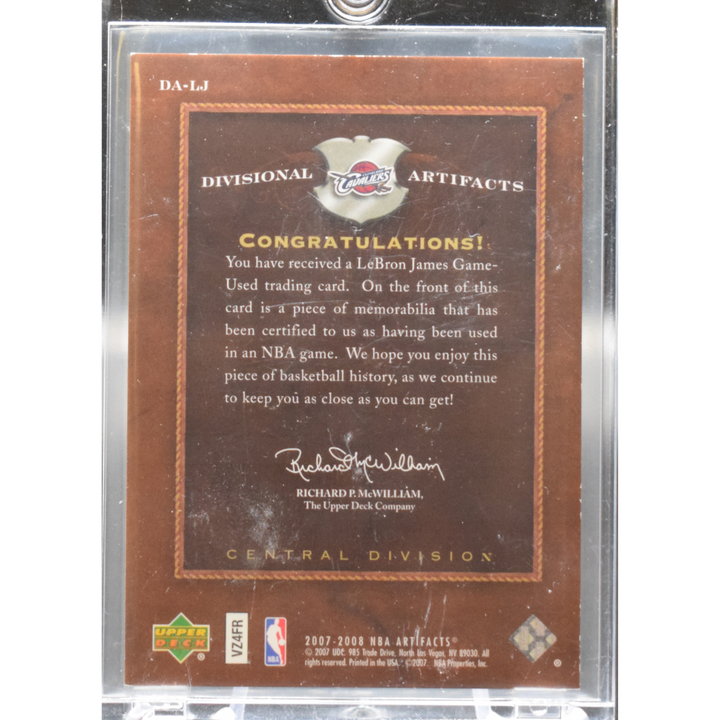 DA-LJ
DIVISIONAL CAVALIERS ARTIFACTS
CONGRATULATIONS!
You have received a LeBron James Game-
Used trading card. On the front of this
card is a piece of memorabilia that has
been certified to us as having been used
in an NBA game. We hope you enjoy this
piece of basketball history, as we continue
to keep you as close as you can get!
Richard McWilliam
RICHARD P. McWILLIAM,
The Upper Deck Company
CENTRAL DIVISION
UPPER DECK ®
VZ4FR
NBA
2007-2008 NBA ARTIFACTS®
© 2007 UDC. 985 Trade Drive, North Las Vegas, NV 89030. All
rights reserved. Printed in the USA. ©2007 NBA Properties, Inc.
®